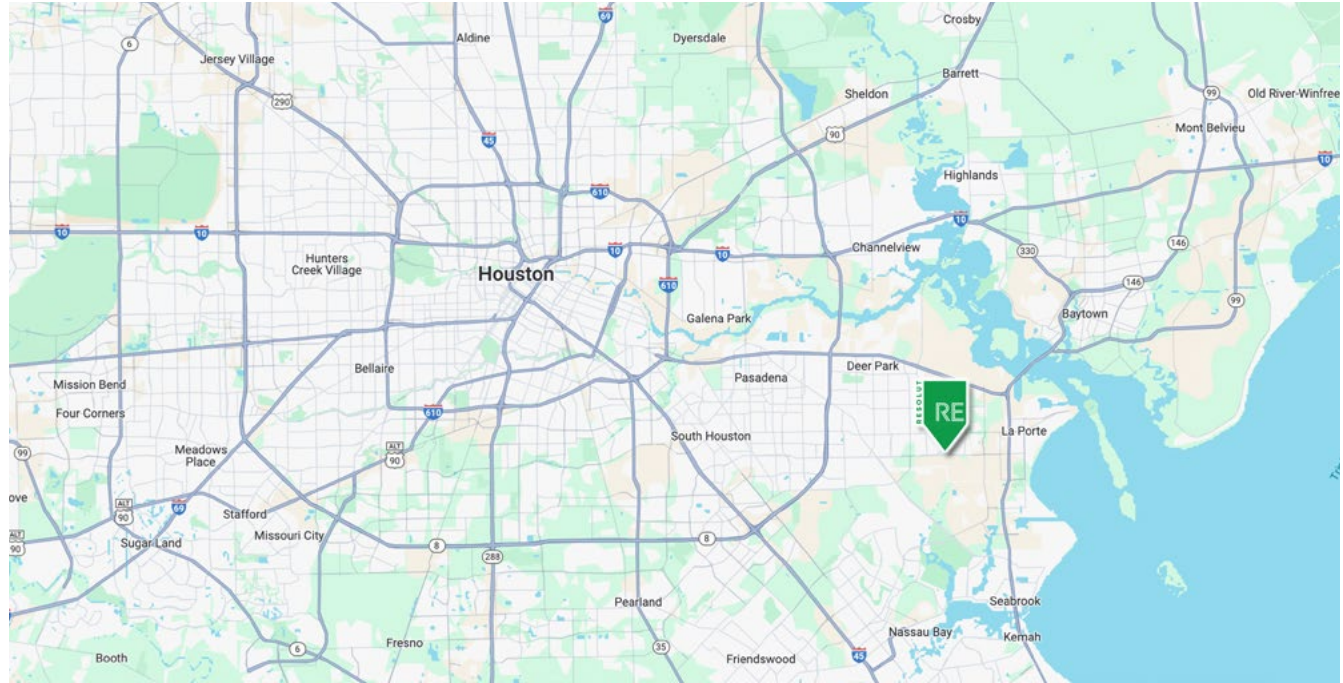 69
Crosby
Aldine
Dyersdale
6
Jersey Village
Barrett
290
Sheldon
99
Old River-Winfree
90
Mont Belvieu
45
10
Highlands
610
10
10
10
Channelview
146
Hunters
Creek Village
10
10
330
Houston
610
146
99
Galena Park
Baytown
Bellaire
Deer Park
Mission Bend
Pasadena
RESOLUT
RE
Four Corners
610
La Porte
South Houston
Meadows
Place
ALT
90
99
ove
ALT
90
69
Stafford
Missouri City
90
Sugar Land
8
8
288
Pearland
Seabrook
Nassau Bay
Kemah
Fresno
35
6
Booth
Friendswood
45